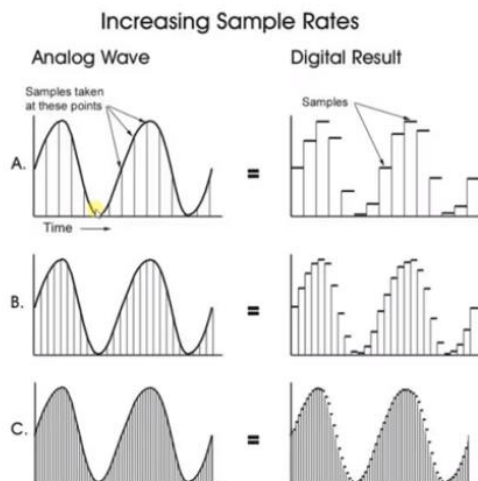 Increasing Sample Rates
Analog Wave
Digital Result
Samples taken
at these points
Samples
A.
=
Time
B.
=
C.
=